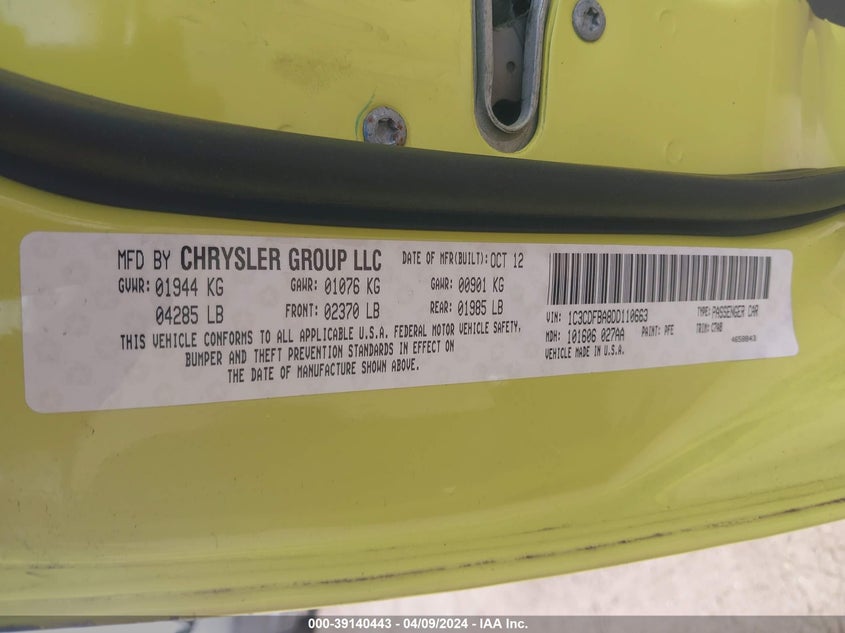 MFD BY CHRYSLER GROUP LLC DATE OF MFR(BUILT): OCT 12
GVWR: 01944 KG GAWR: 01076 KG GAWR: 00901 KG
04285 LB FRONT: 02370 LB REAR: 01985 LB
THIS VEHICLE CONFORMS TO ALL APPLICABLE U.S.A. FEDERAL MOTOR VEHICLE SAFETY,
BUMPER AND THEFT PREVENTION STANDARDS IN EFFECT ON
THE DATE OF MANUFACTURE SHOWN ABOVE.
VIN: 1C3CDFBA8DD110663 TYPE: PASSENGER CAR
MDH: 101606 027AA PAINT: PFE TRIM: C7A8
VEHICLE MADE IN U.S.A. 4658843
000-39140443 / 04/09/2024 - IAA Inc.